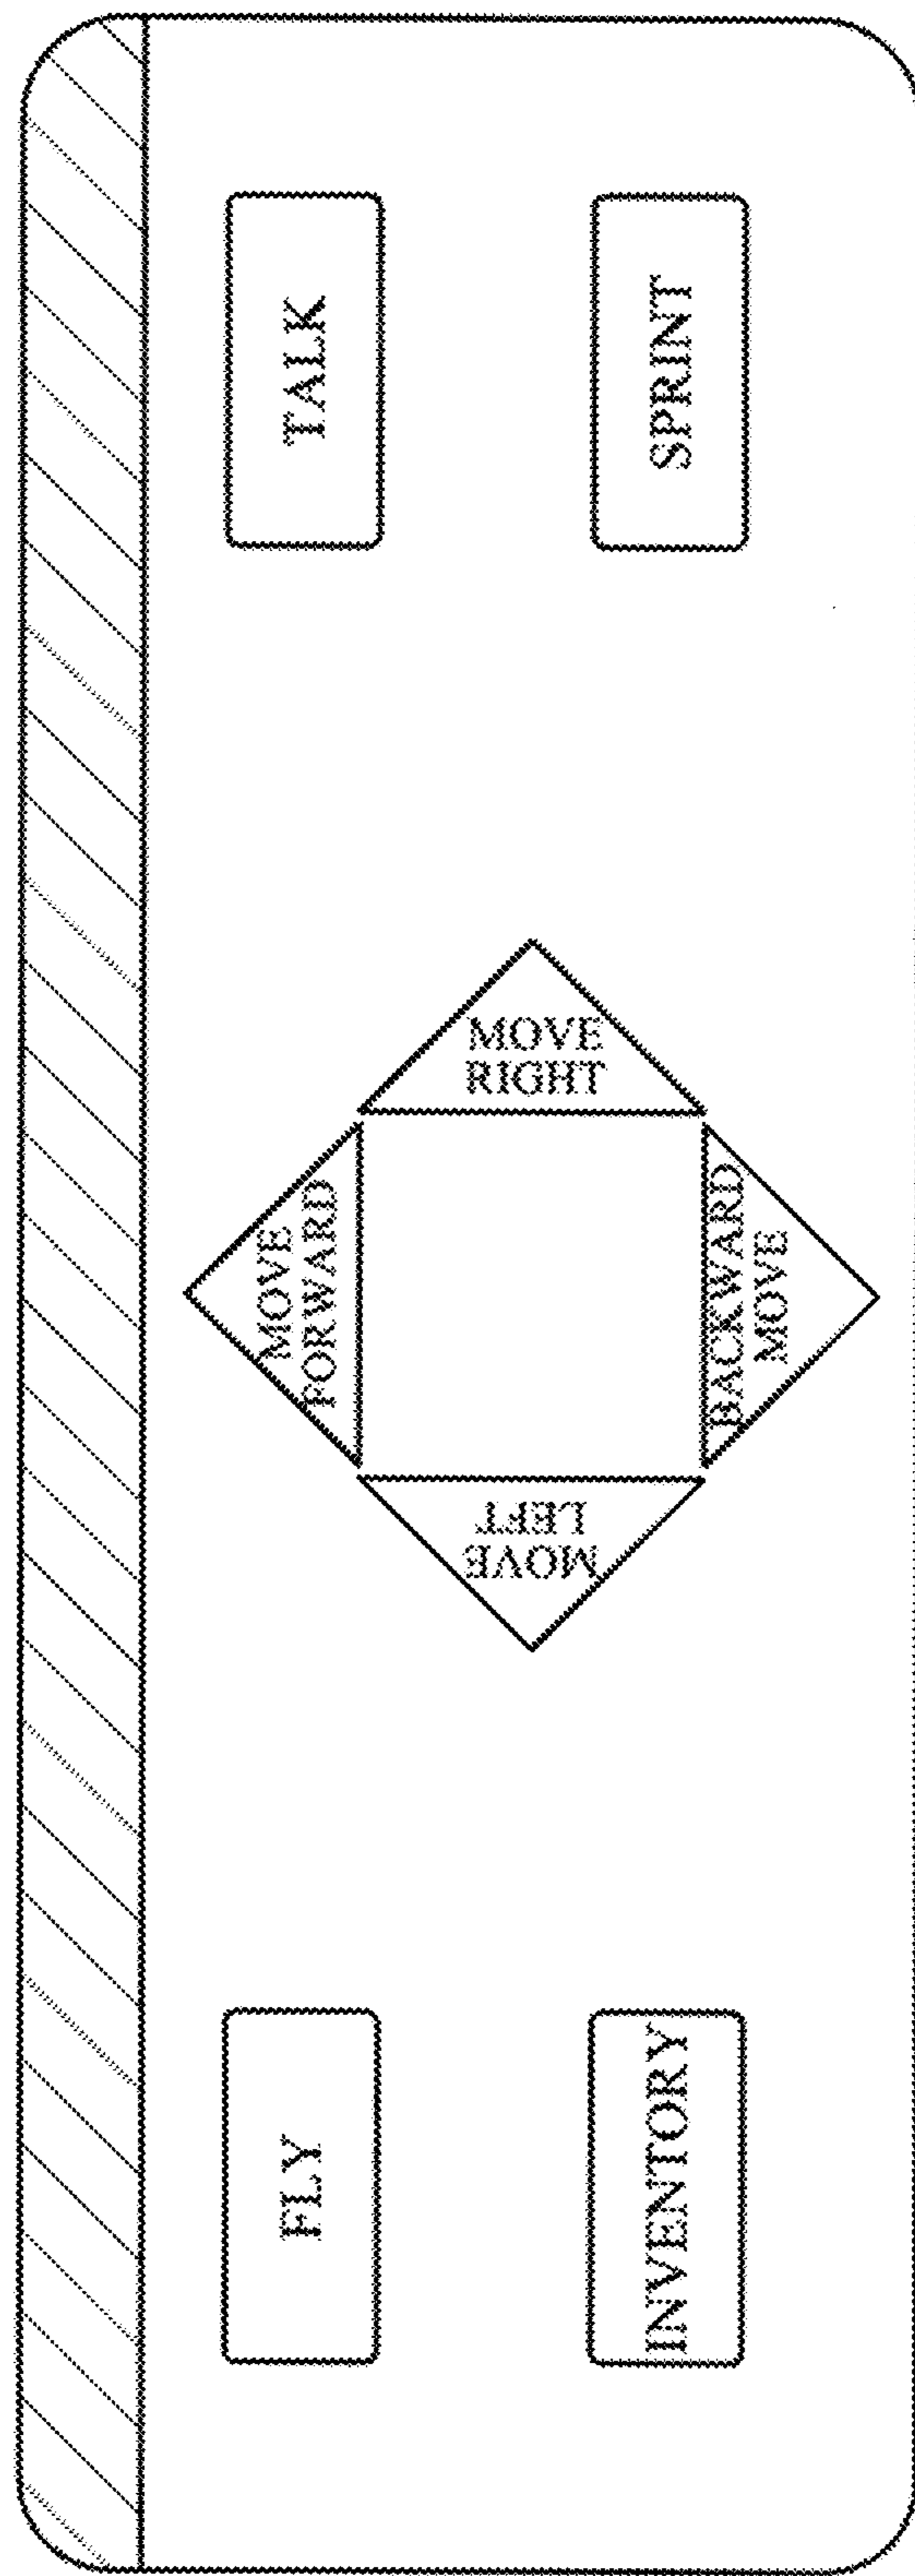 FLY
TALK
MOVE
FORWARD
MOVE
LEFT
MOVE
RIGHT
BACKWARD
MOVE
INVENTORY
SPRINT